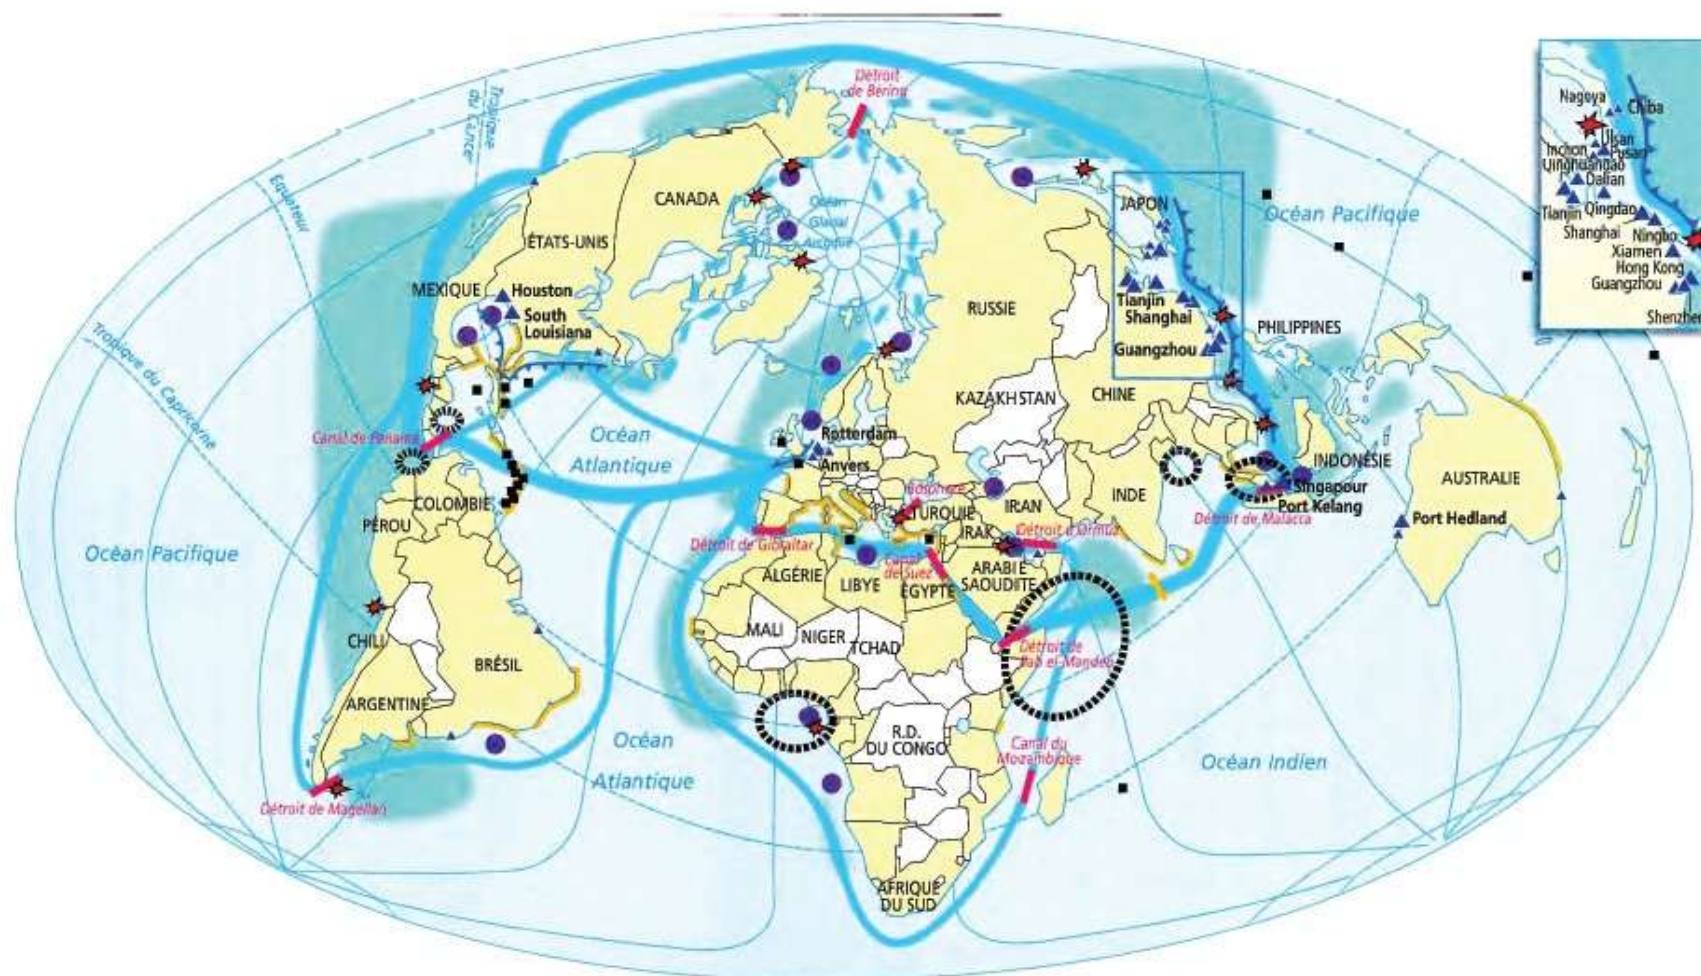 Détroit
de Béring
Tropique
du Cancer
Equateur
Tropique du Capricorne
CANADA
Océan
Glacial
Arctique
ÉTATS-UNIS
MEXIQUE
Houston
South
Louisiana
Canal de Panama
COLOMBIE
PÉROU
Océan Pacifique
CHILI
BRÉSIL
ARGENTINE
Détroit de Magellan
Océan
Atlantique
Océan
Atlantique
Rotterdam
Anvers
Bosphore
TURQUIE
Détroit de Gibraltar
Canal
de Suez
ALGÉRIE
LIBYE
EGYPTE
MALI
NIGER
TCHAD
R.D.
DU CONGO
AFRIQUE
DU SUD
Canal du
Mozambique
Détroit de
Bab el-Mandeb
IRAK
IRAN
Détroit d'Ormuz
ARABIE
SAOUDITE
RUSSIE
KAZAKHSTAN
CHINE
INDE
JAPON
Tianjin
Shanghai
Guangzhou
Océan Pacifique
PHILIPPINES
INDONÉSIE
Singapour
Port Kelang
Détroit de Malacca
AUSTRALIE
Port Hedland
Océan Indien
Nagoya
Chiba
Ulsan
Inchon
Pusan
Qinghuangdao
Dalian
Tianjin
Qingdao
Shanghai
Ningbo
Xiamen
Hong Kong
Guangzhou
Shenzhen